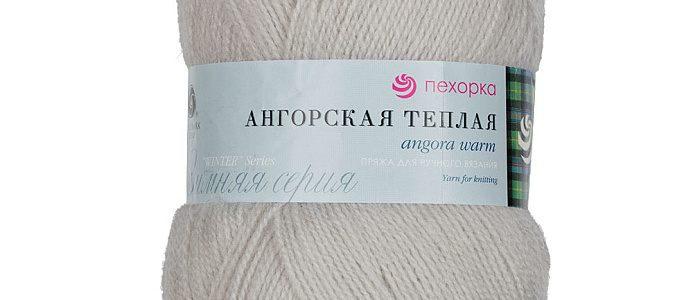 пехорка
АНГОРСКАЯ ТЕПЛАЯ
angora warm
ПРЯЖА ДЛЯ РУЧНОГО ВЯЗАНИЯ
"WINTER" Series
Yarn for knitting
Зимняя серия